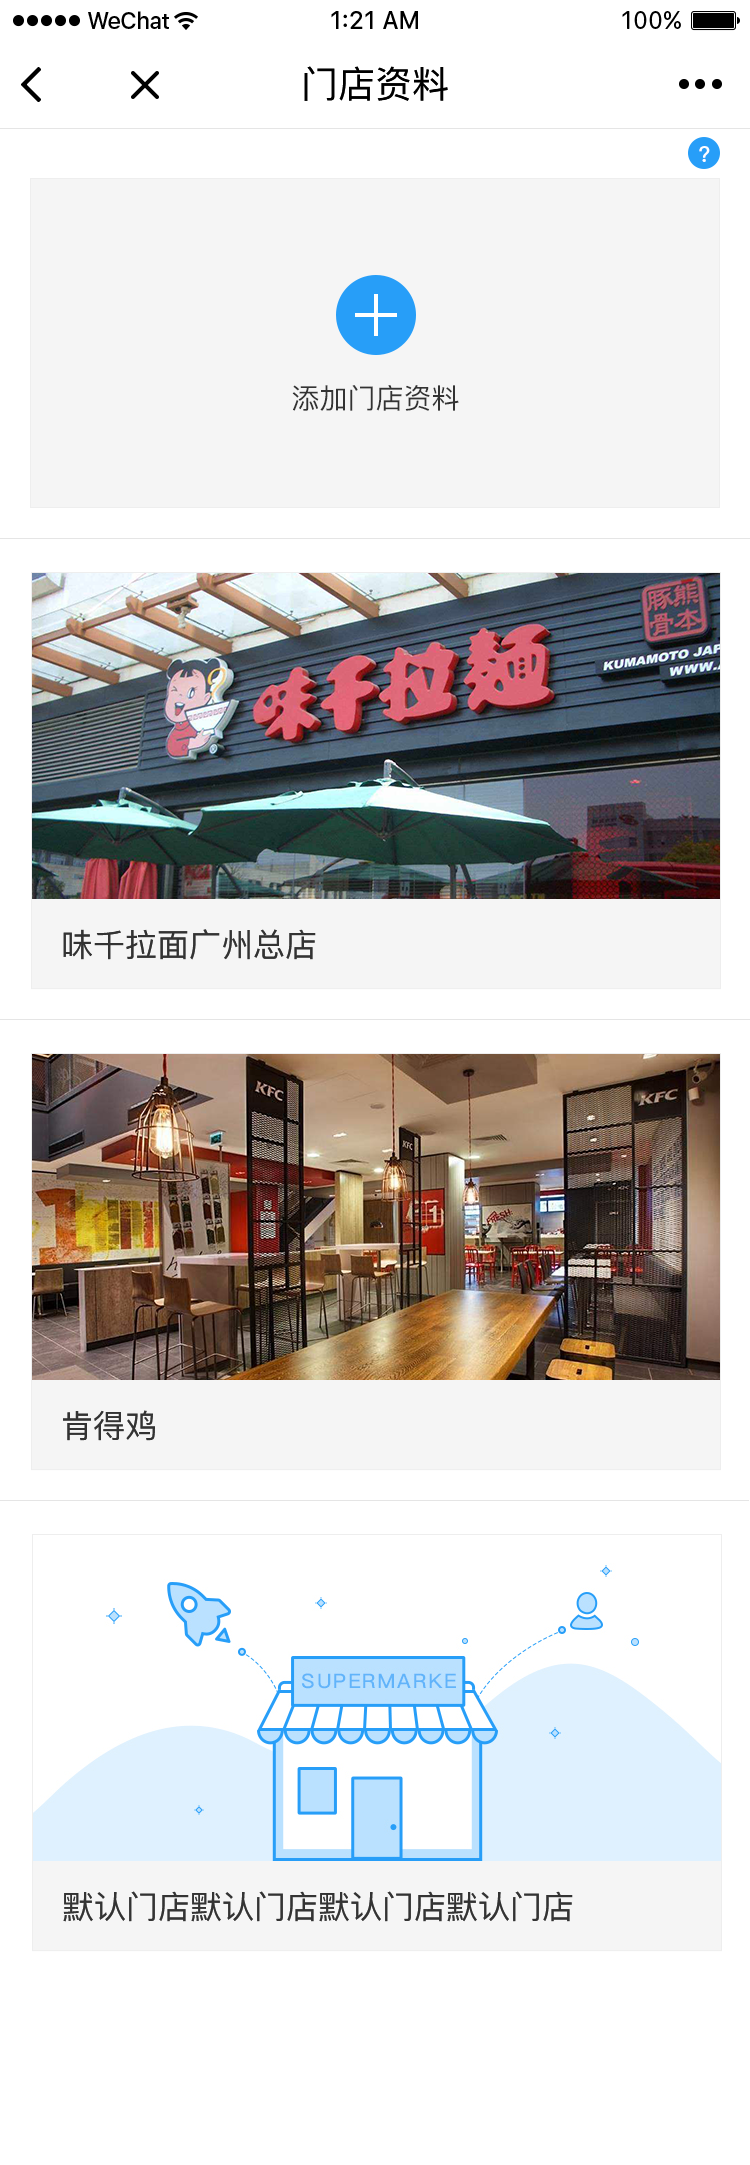 WeChat 1:21 AM 100%
门店资料
?
添加门店资料
熊本
豚骨
味千拉麺
KUMAMOTO JAP
WWW.
味千拉面广州总店
KFC
KFC
KFC
FRESH
肯得鸡
SUPERMARKE
默认门店默认门店默认门店默认门店